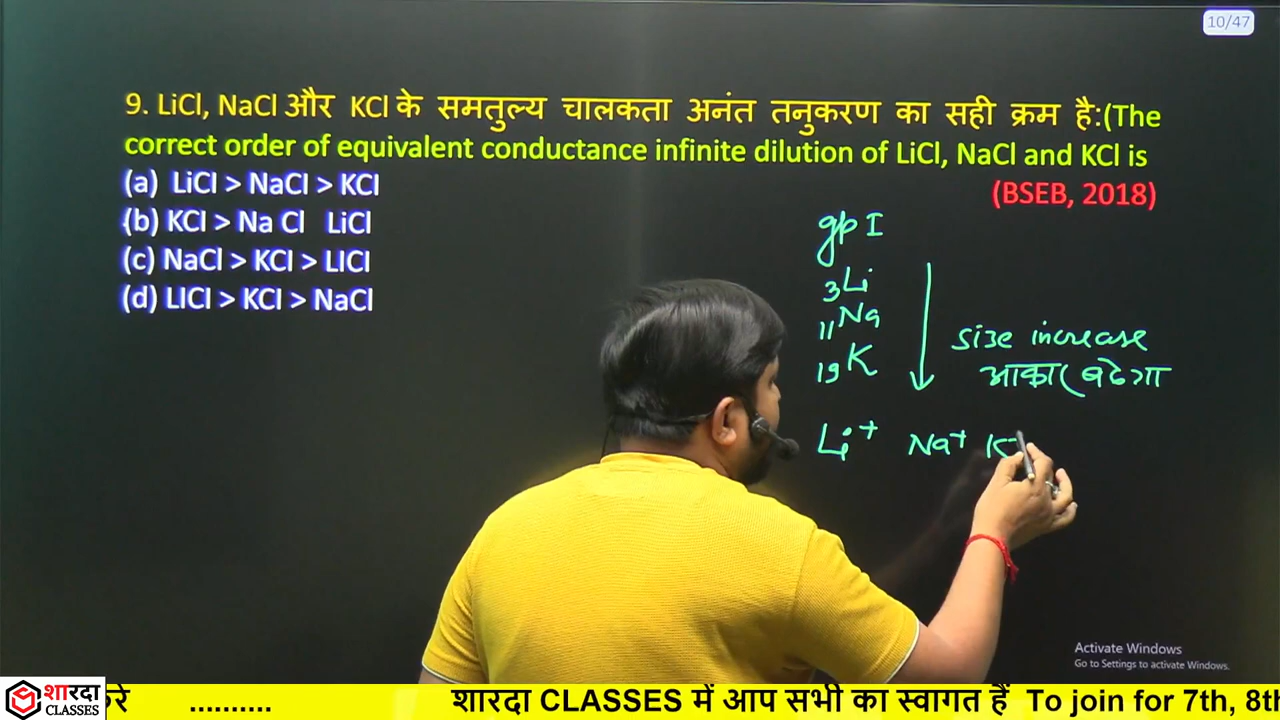 10/47
9. LiCl, NaCl और KCl के समतुल्य चालकता अनंत तनुकरण का सही क्रम है:(The
correct order of equivalent conductance infinite dilution of LiCl, NaCl and KCl is
(a) LiCl > NaCl > KCl
(BSEB, 2018)
(b) KCl > Na Cl LiCl
(c) NaCl > KCl > LICl
(d) LICl > KCl > NaCl
gp I
3Li
11Na
19K
size increase
आकार बढेगा
Li+ Na+ K
Activate Windows
Go to Settings to activate Windows.
शारदा
CLASSES
रे .......... शारदा CLASSES में आप सभी का स्वागत हैं To join for 7th, 8th